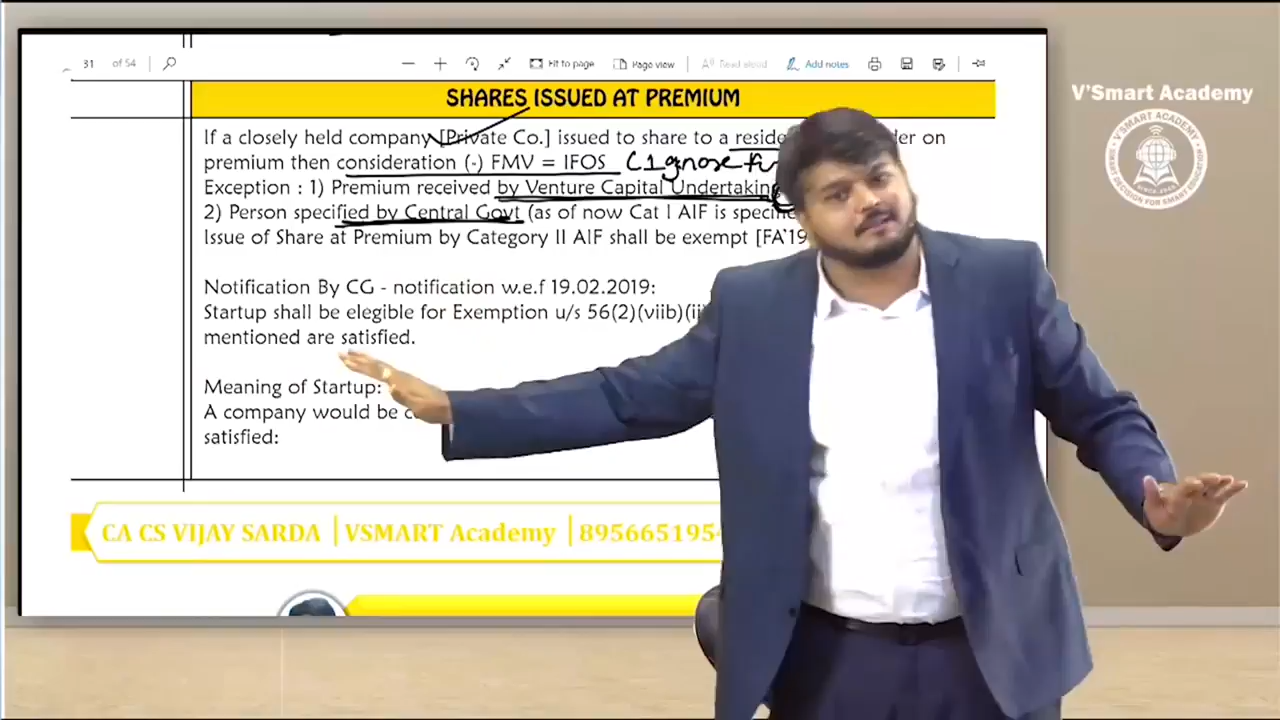 31 of 54 Fit to page Page view Read aloud Add notes
V'Smart Academy
SHARES ISSUED AT PREMIUM
If a closely held company [Private Co.] issued to share to a on
premium then consideration (-) FMV = IFOS (Ignore
Exception : 1) Premium received by Venture Capital Undertaking
2) Person specified by Central Govt (as of now Cat I AIF is
Issue of Share at Premium by Category II AIF shall be exempt [FA'19
Notification By CG - notification w.e.f 19.02.2019:
Startup shall be elegible for Exemption u/s 56(2)(viib)
mentioned are satisfied.
Meaning of Startup:
A company would be
satisfied:
CA CS VIJAY SARDA | VSMART Academy | 895665195